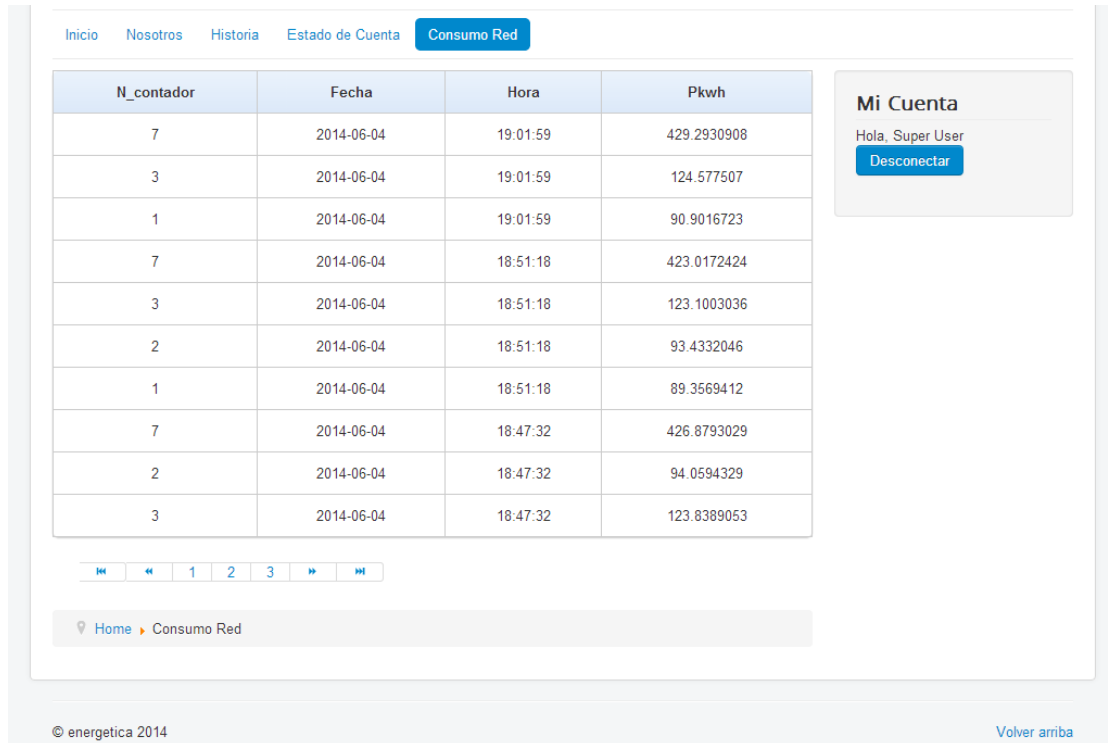 Inicio Nosotros Historia Estado de Cuenta Consumo Red
N_contador Fecha Hora Pkwh
7 2014-06-04 19:01:59 429.2930908
3 2014-06-04 19:01:59 124.577507
1 2014-06-04 19:01:59 90.9016723
7 2014-06-04 18:51:18 423.0172424
3 2014-06-04 18:51:18 123.1003036
2 2014-06-04 18:51:18 93.4332046
1 2014-06-04 18:51:18 89.3569412
7 2014-06-04 18:47:32 426.8793029
2 2014-06-04 18:47:32 94.0594329
3 2014-06-04 18:47:32 123.8389053
1 2 3
Home Consumo Red
Mi Cuenta
Hola, Super User
Desconectar
© energetica 2014
Volver arriba